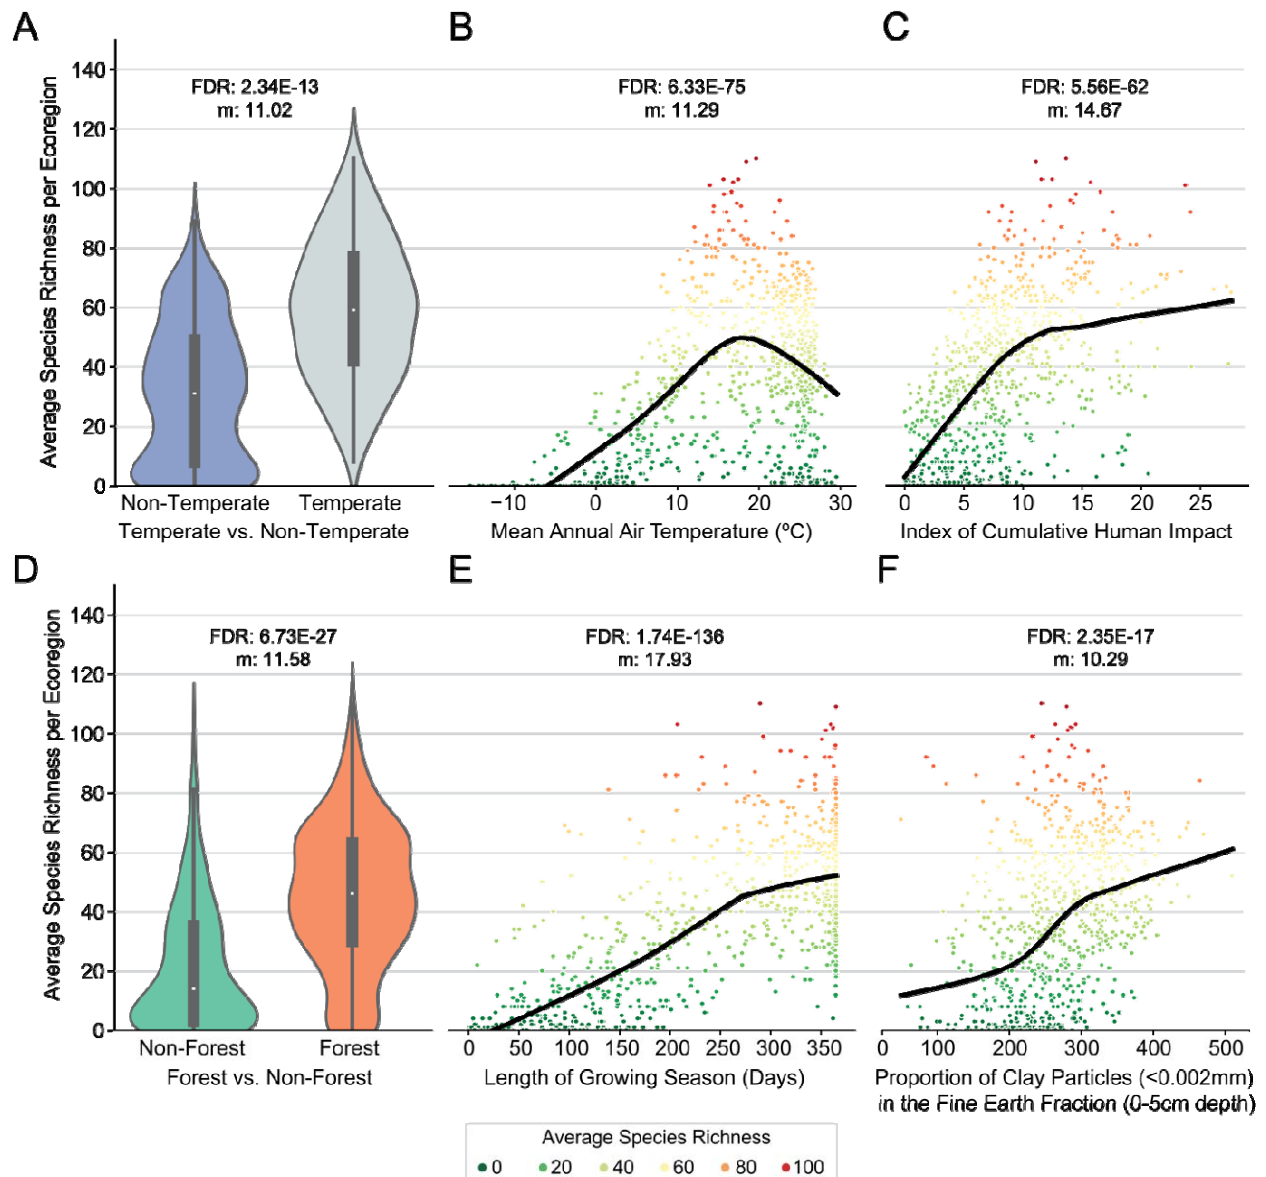 A
B
C
Average Species Richness per Ecoregion
140
120
100
80
60
40
20
0
FDR: 2.34E-13
m: 11.02
Non-Temperate
Temperate
Temperate vs. Non-Temperate
FDR: 6.33E-75
m: 11.29
−10
0
10
20
30
Mean Annual Air Temperature (ºC)
FDR: 5.56E-62
m: 14.67
0
5
10
15
20
25
Index of Cumulative Human Impact
D
E
F
Average Species Richness per Ecoregion
140
120
100
80
60
40
20
0
FDR: 6.73E-27
m: 11.58
Non-Forest
Forest
Forest vs. Non-Forest
FDR: 1.74E-136
m: 17.93
0
50
100
150
200
250
300
350
Length of Growing Season (Days)
FDR: 2.35E-17
m: 10.29
0
100
200
300
400
500
Proportion of Clay Particles (<0.002mm)
in the Fine Earth Fraction (0-5cm depth)
Average Species Richness
0
20
40
60
80
100